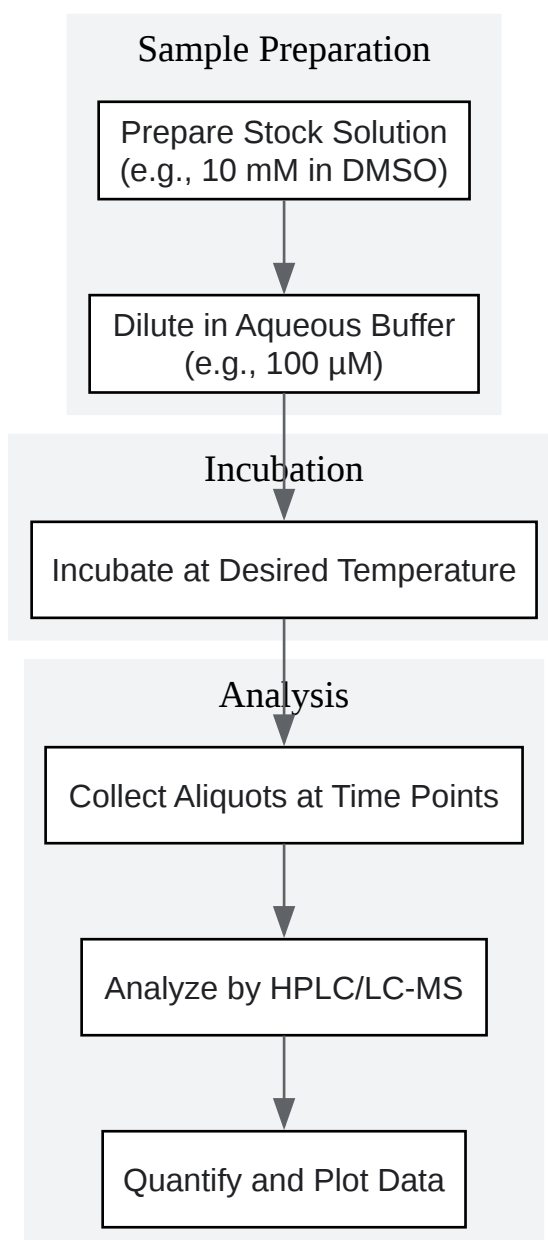 Sample Preparation
Prepare Stock Solution
(e.g., 10 mM in DMSO)
Dilute in Aqueous Buffer
(e.g., 100 µM)
Incubation
Incubate at Desired Temperature
Analysis
Collect Aliquots at Time Points
Analyze by HPLC/LC-MS
Quantify and Plot Data